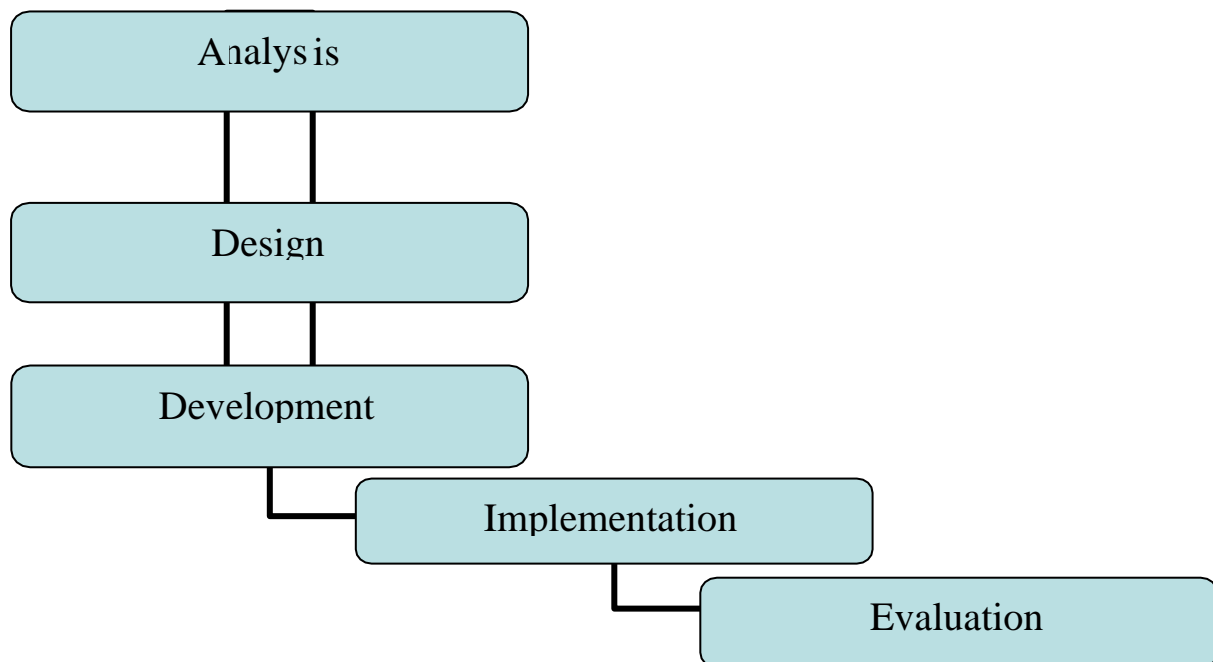 Analysis
Design
Development
Implementation
Evaluation